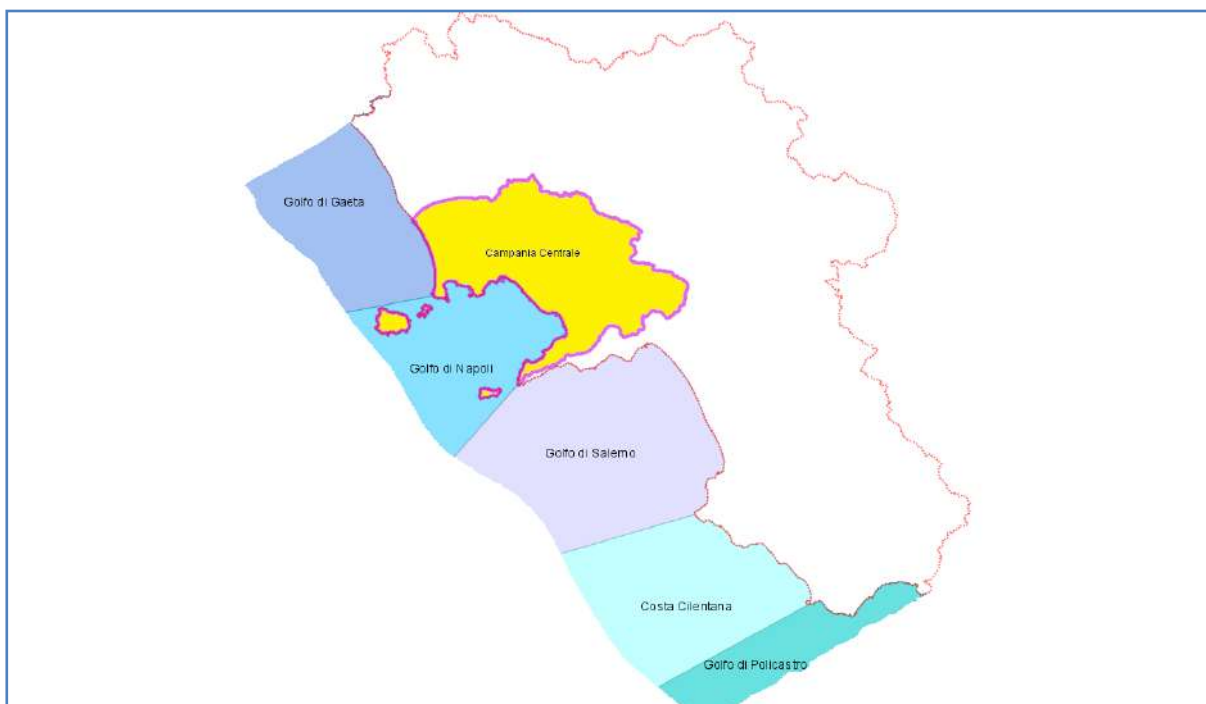 Golfo di Gaeta
Campania Centrale
Golfo di Napoli
Golfo di Salerno
Costa Cilentana
Golfo di Policastro